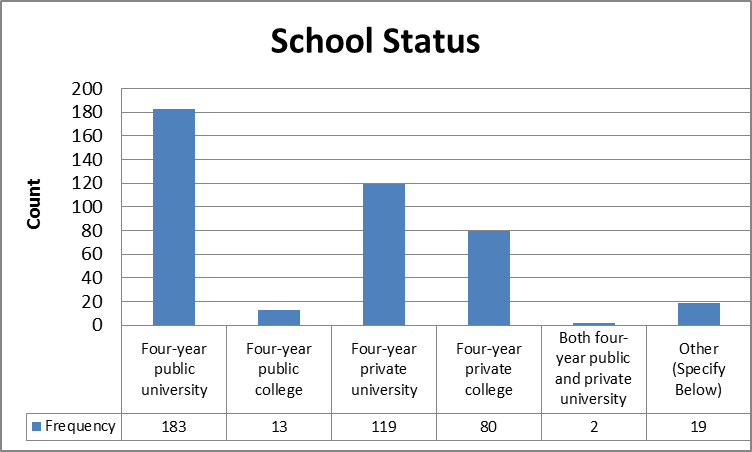 School Status
Count
200
180
160
140
120
100
80
60
40
20
0
Four-year
public
university
Four-year
public
college
Four-year
private
university
Four-year
private
college
Both four-
year public
and private
university
Other
(Specify
Below)
Frequency 183 13 119 80 2 19